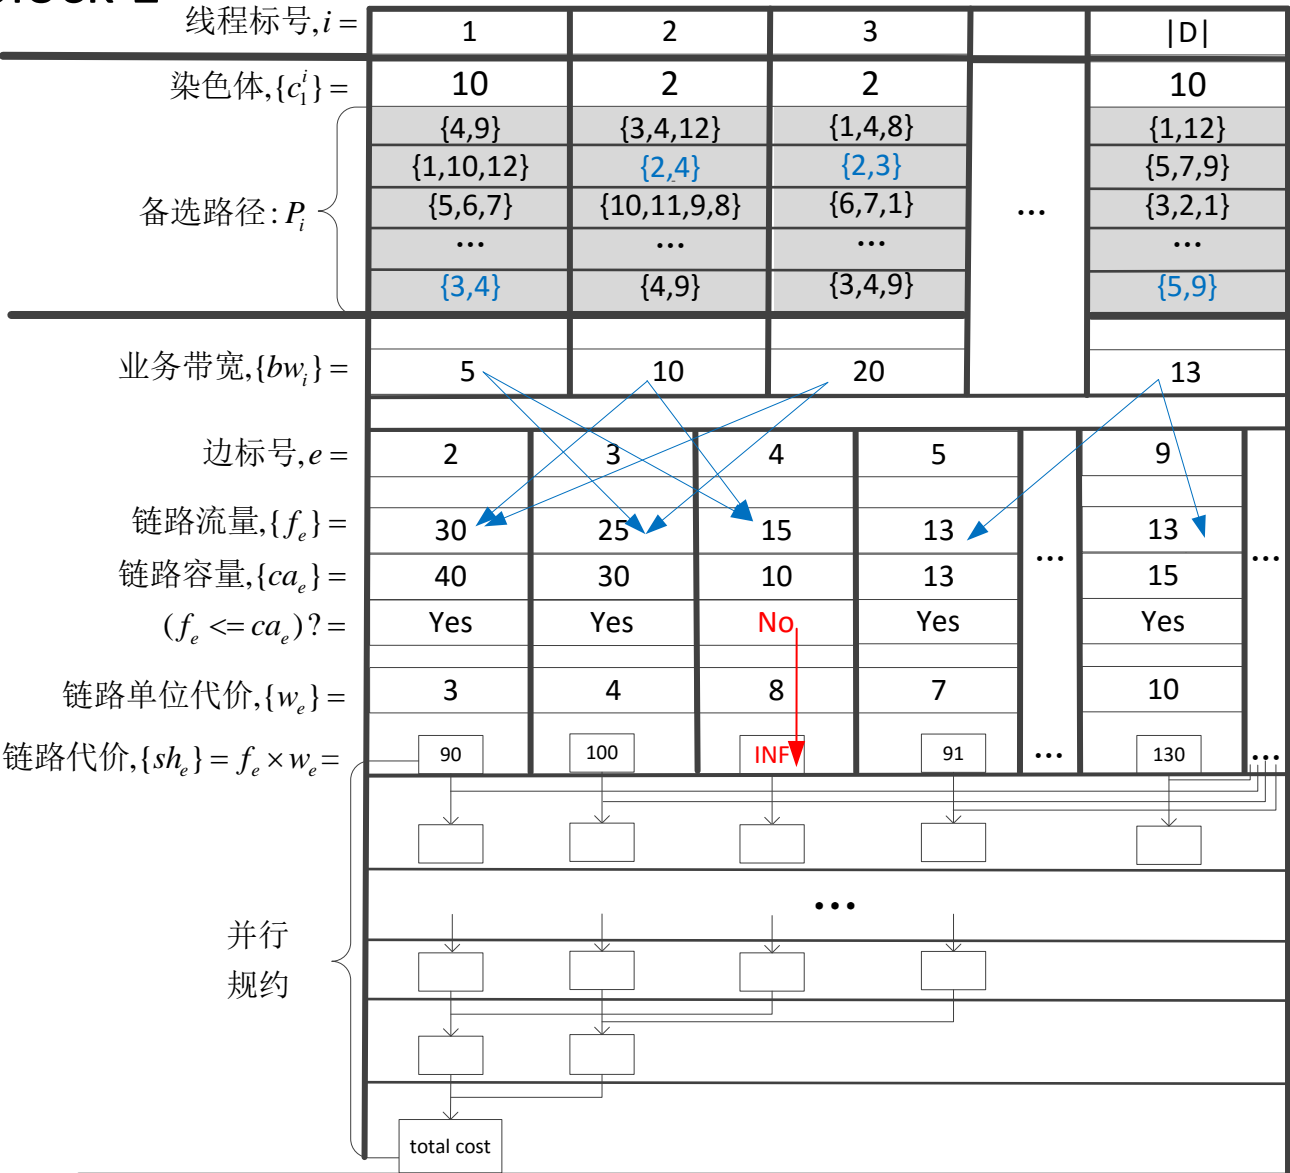 线程标号,i = 1 2 3 |D|
染色体,{c₁ⁱ} = 10 2 2 10
{4,9} {3,4,12} {1,4,8} {1,12}
{1,10,12} {2,4} {2,3} {5,7,9}
备选路径:Pᵢ {5,6,7} {10,11,9,8} {6,7,1} ... {3,2,1}
... ... ... ...
{3,4} {4,9} {3,4,9} {5,9}
业务带宽,{bwᵢ} = 5 10 20 13
边标号,e = 2 3 4 5 9
链路流量,{fₑ} = 30 25 15 13 13
... ...
链路容量,{caₑ} = 40 30 10 13 15
(fₑ <= caₑ)? = Yes Yes No Yes Yes
链路单位代价,{wₑ} = 3 4 8 7 10
链路代价,{shₑ} = fₑ × wₑ = 90 100 INF 91 ... 130 ...
...
并行
规约
total cost